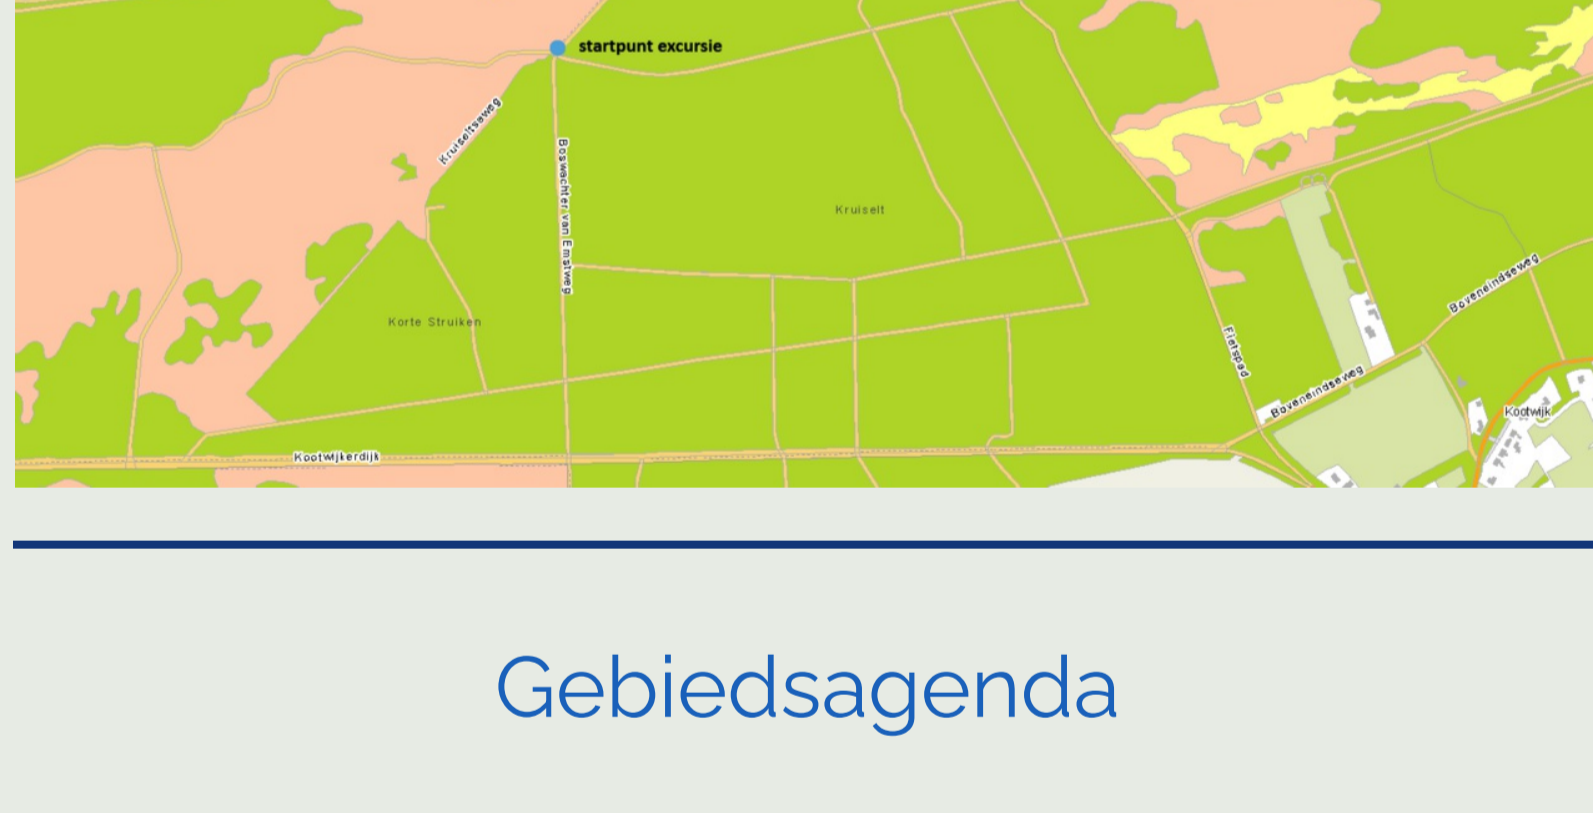 startpunt excursie
Kruiseltseweg
Boswachter van Emstweg
Kruiselt
Korte Struiken
Boveneindseweg
Fietspad
Boveneindseweg
Kootwijk
Kootwijkerdijk
Gebiedsagenda